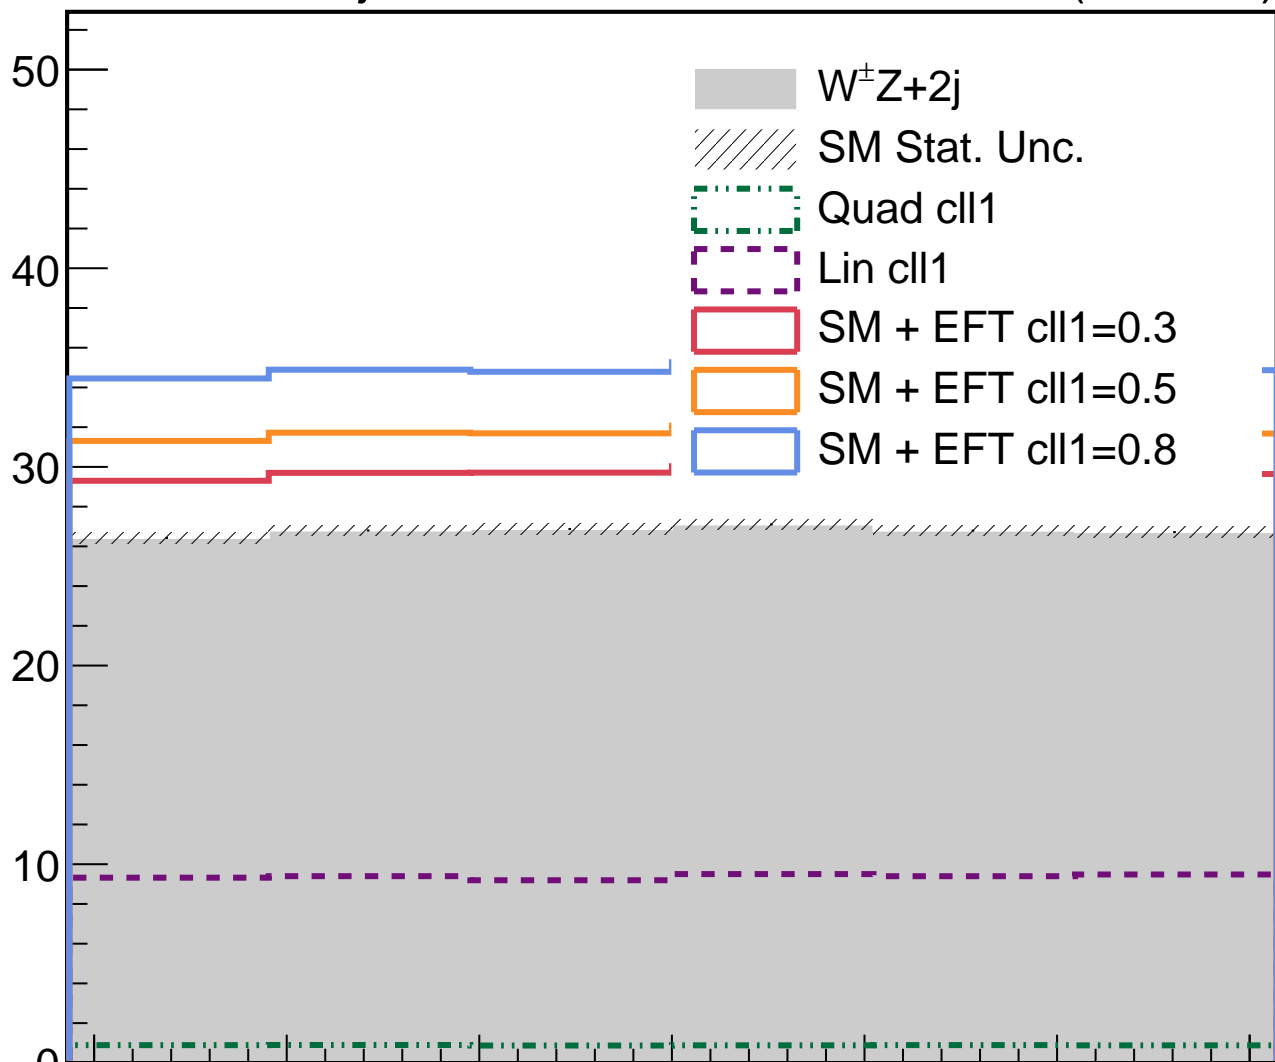 50
W±Z+2j
SM Stat. Unc.
Quad cll1
Lin cll1
40
SM + EFT cll1=0.3
SM + EFT cll1=0.5
SM + EFT cll1=0.8
30
20
10
0